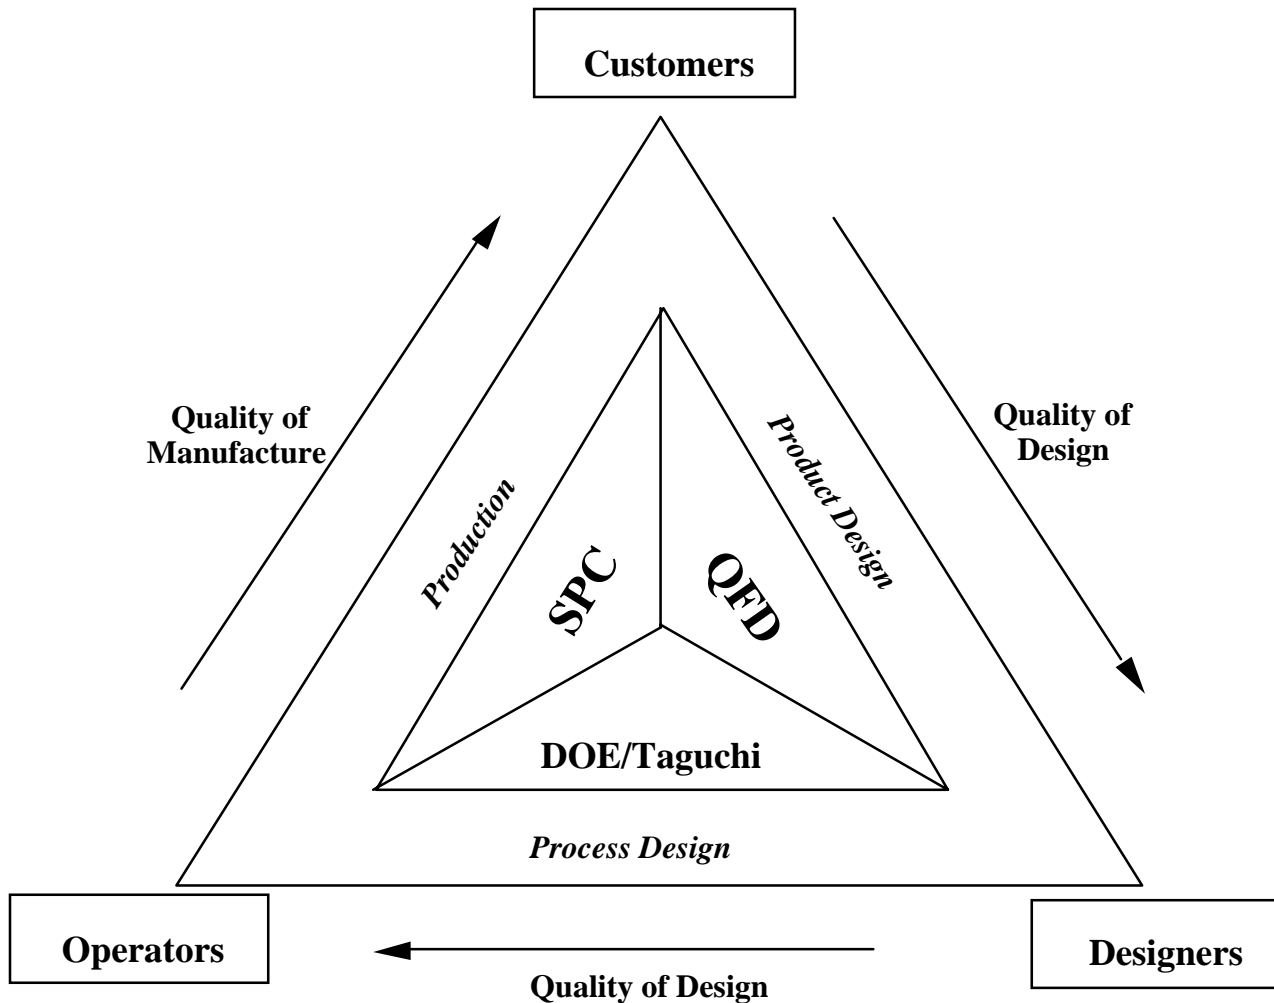 Customers
Quality of
Manufacture
Quality of
Design
Production
Product Design
SPC
QFD
DOE/Taguchi
Process Design
Operators
Designers
Quality of Design